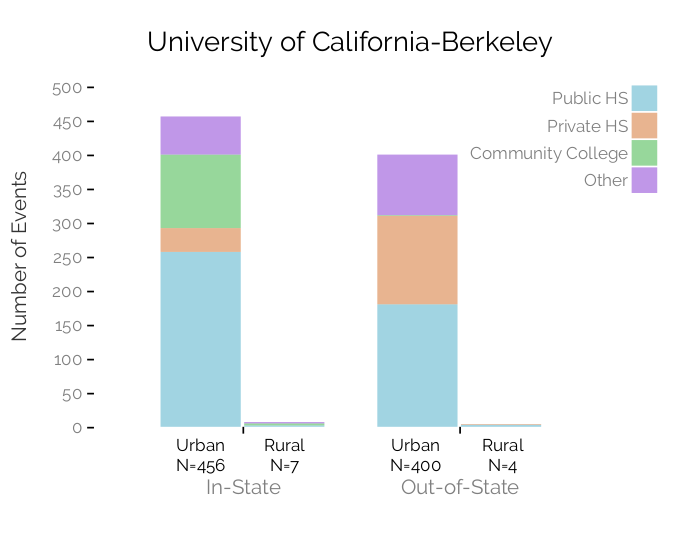 University of California-Berkeley
Public HS
Private HS
Community College
Other
Number of Events
500
450
400
350
300
250
200
150
100
50
0
Urban
N=456
Rural
N=7
Urban
N=400
Rural
N=4
In-State
Out-of-State